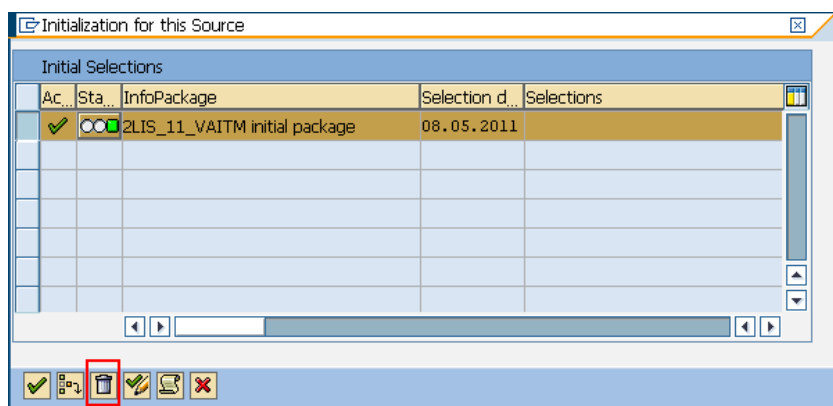 Initialization for this Source
Initial Selections
Ac... Sta... InfoPackage Selection d... Selections
2LIS_11_VAITM initial package 08.05.2011